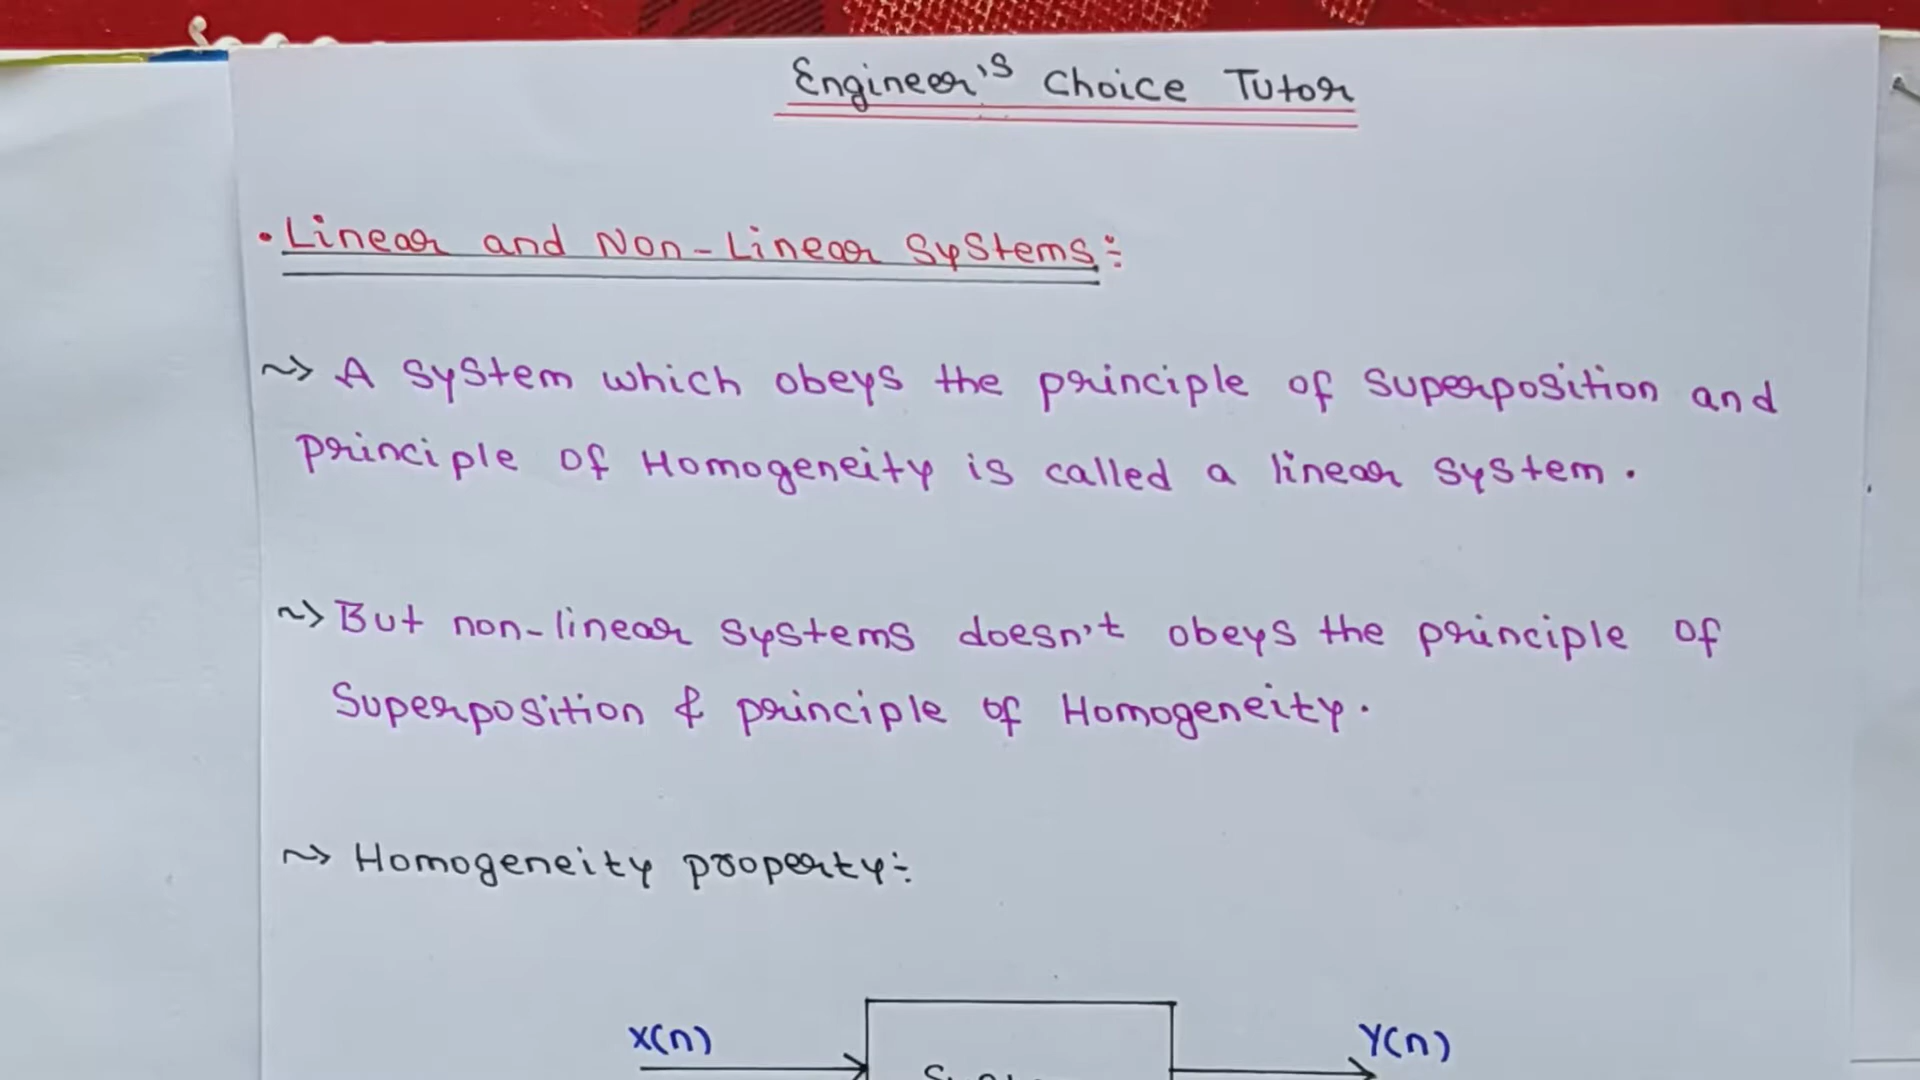 Engineer's Choice Tutor
• Linear and Non-Linear Systems:
~> A system which obeys the principle of superposition and
principle of Homogeneity is called a linear system.
~> But non-linear systems doesn't obeys the principle of
Superposition & principle of Homogeneity.
~> Homogeneity property:
X(n)
Y(n)